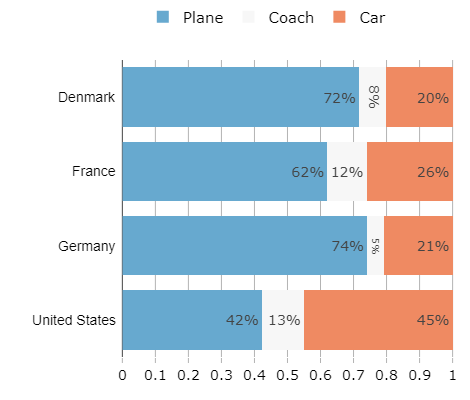 Plane Coach Car
Denmark 72% 8% 20%
France 62% 12% 26%
Germany 74% 5% 21%
United States 42% 13% 45%
0 0.1 0.2 0.3 0.4 0.5 0.6 0.7 0.8 0.9 1